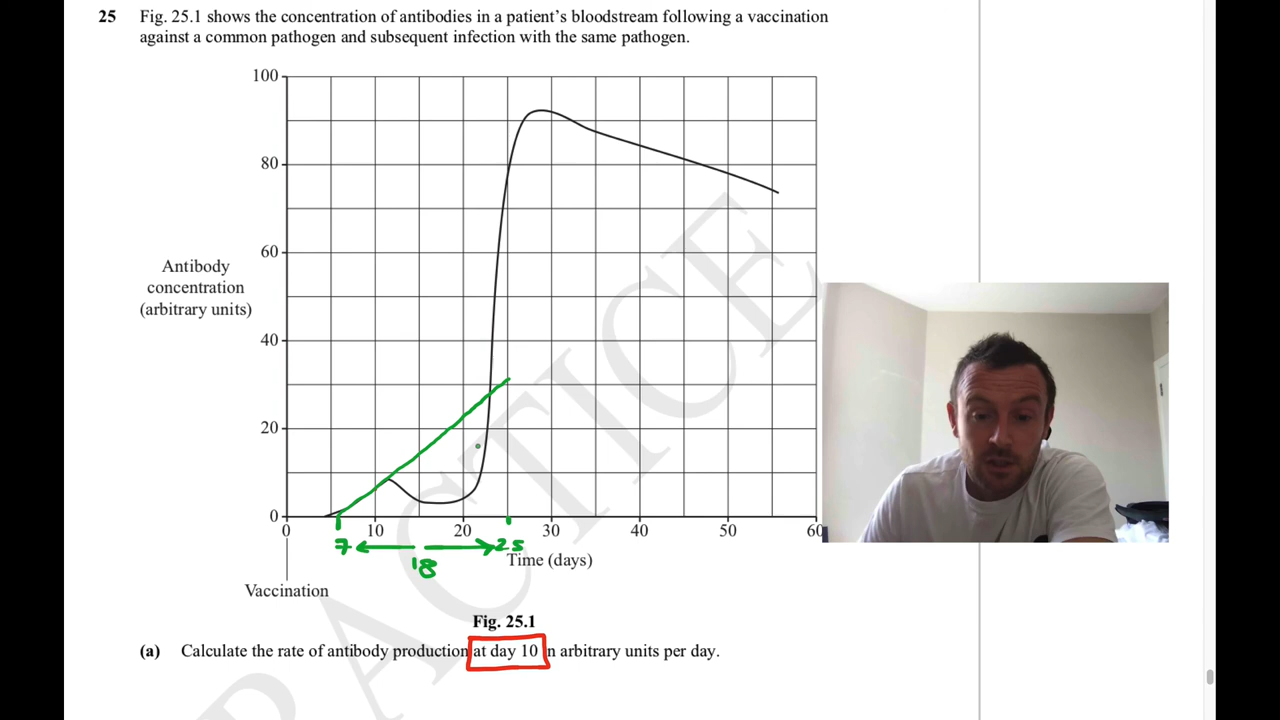 25 Fig. 25.1 shows the concentration of antibodies in a patient's bloodstream following a vaccination
against a common pathogen and subsequent infection with the same pathogen.
100
80
60
Antibody
concentration
(arbitrary units)
40
20
0
0 10 20 30 40 50 60
7 25
18
Time (days)
Vaccination
Fig. 25.1
(a) Calculate the rate of antibody production at day 10 in arbitrary units per day.
PRACTICE